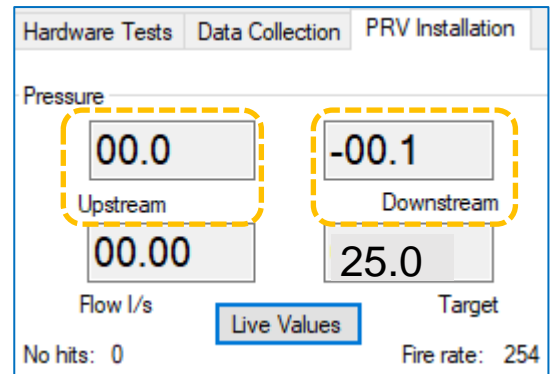 Hardware Tests Data Collection PRV Installation
Pressure
00.0 -00.1
Upstream Downstream
00.00 25.0
Flow l/s Target
Live Values
No hits: 0 Fire rate: 254